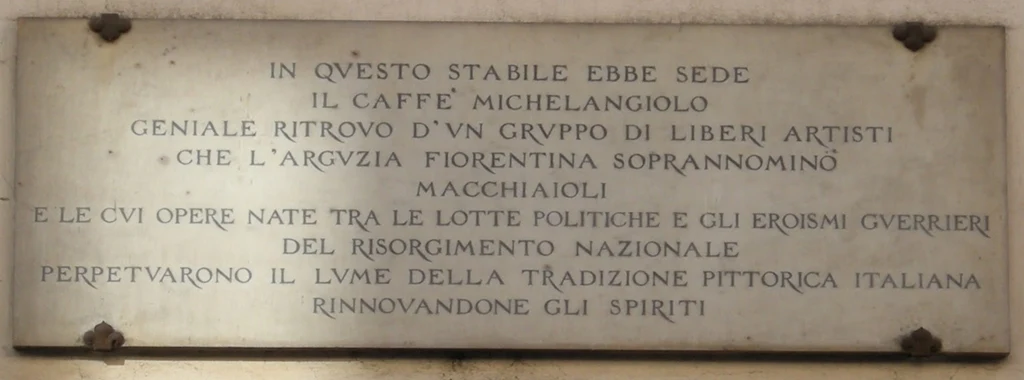 IN QVESTO STABILE EBBE SEDE
IL CAFFE' MICHELANGIOLO
GENIALE RITROVO D'VN GRVPPO DI LIBERI ARTISTI
CHE L'ARGVZIA FIORENTINA SOPRANNOMINÒ
MACCHIAIOLI
E LE CVI OPERE NATE TRA LE LOTTE POLITICHE E GLI EROISMI GVERRIERI
DEL RISORGIMENTO NAZIONALE
PERPETVARONO IL LVME DELLA TRADIZIONE PITTORICA ITALIANA
RINNOVANDONE GLI SPIRITI